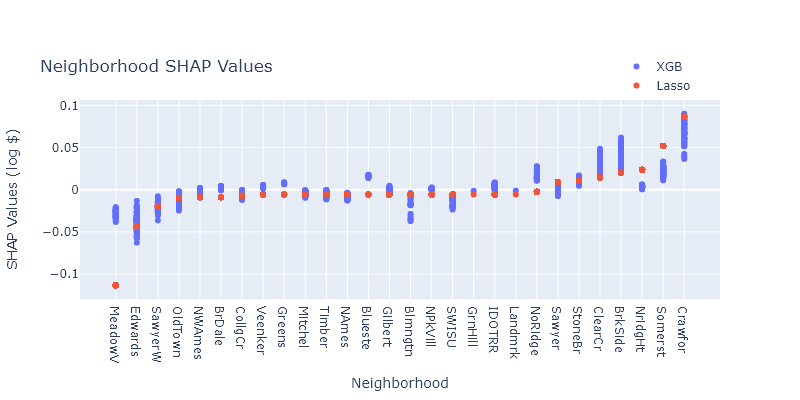 Neighborhood SHAP Values
XGB
Lasso
SHAP Values (log $)
0.1
0.05
0
−0.05
−0.1
MeadowV
Edwards
SawyerW
OldTown
NWAmes
BrDale
CollgCr
Veenker
Greens
Mitchel
Timber
NAmes
Blueste
Gilbert
Blmngtn
NPkVill
SWISU
GrnHill
IDOTRR
Landmrk
NoRidge
Sawyer
StoneBr
ClearCr
BrkSide
NridgHt
Somerst
Crawfor
Neighborhood